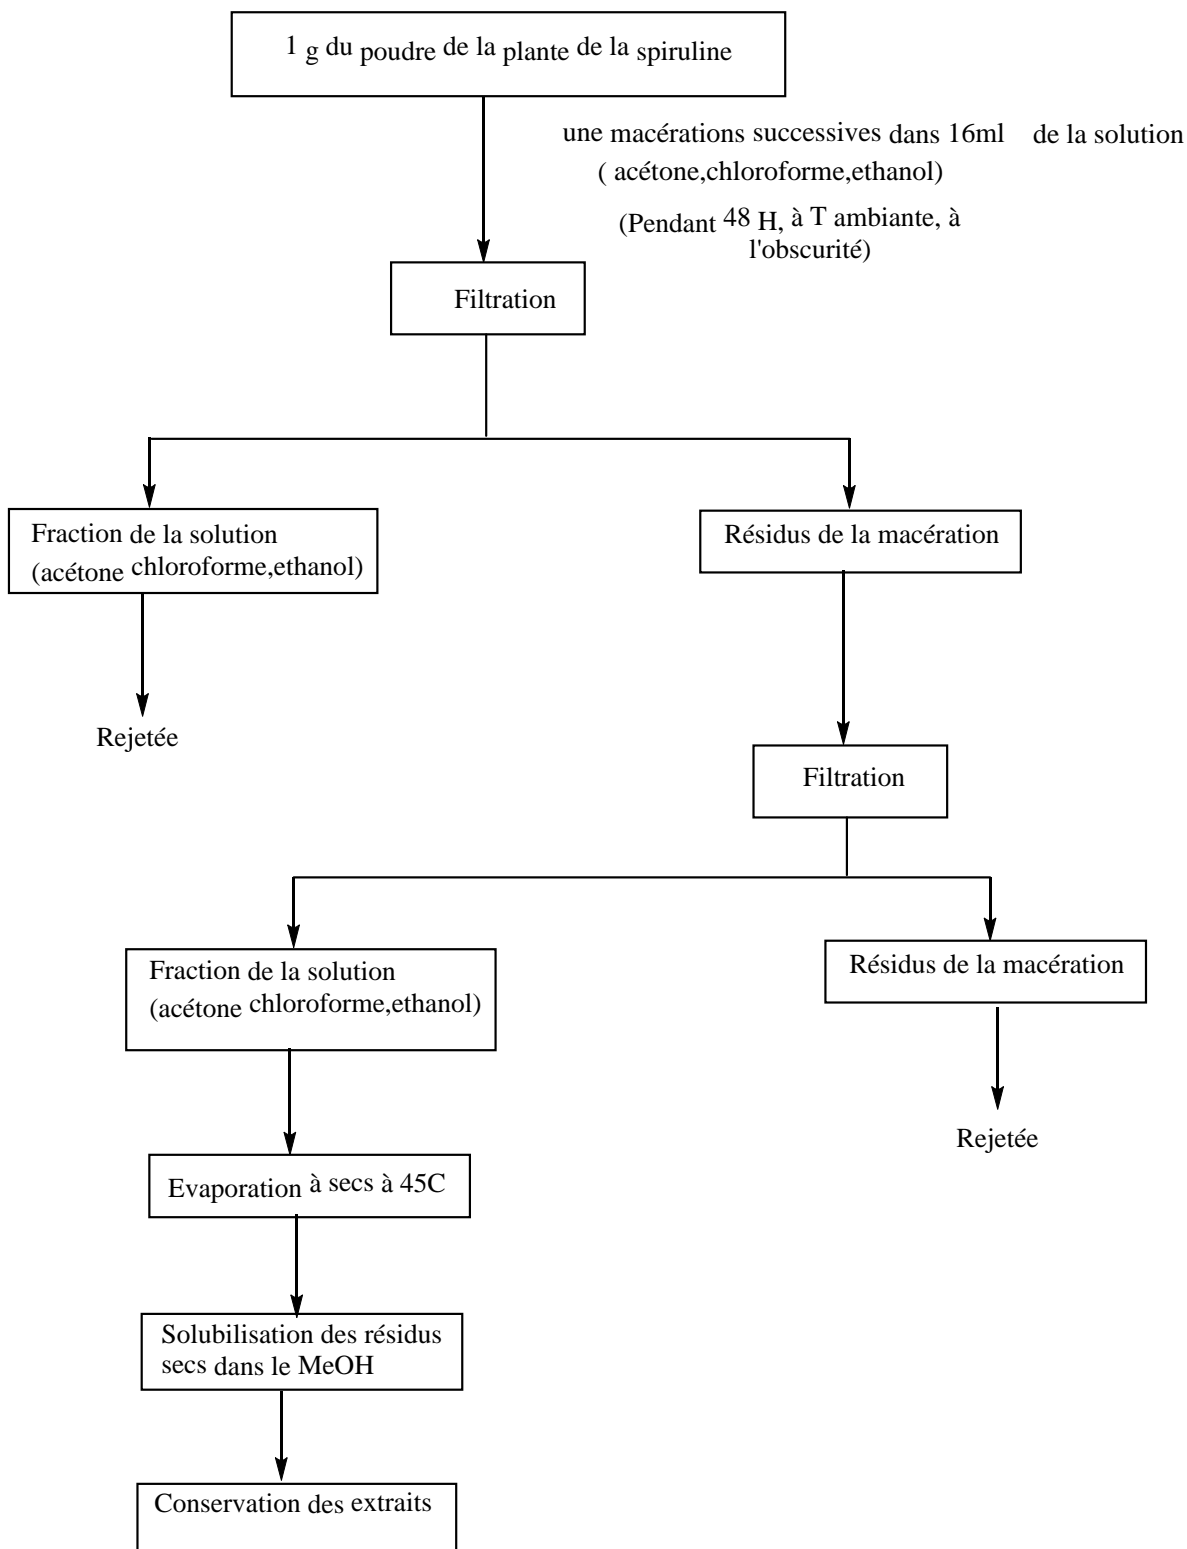 1 g du poudre de la plante de la spiruline
une macérations successives dans 16ml de la solution
( acétone,chloroforme,ethanol)
(Pendant 48 H, à T ambiante, à
l'obscurité)
Filtration
Fraction de la solution
(acétone chloroforme,ethanol)
Résidus de la macération
Rejetée
Filtration
Fraction de la solution
(acétone chloroforme,ethanol)
Résidus de la macération
Rejetée
Evaporation à secs à 45C
Solubilisation des résidus
secs dans le MeOH
Conservation des extraits